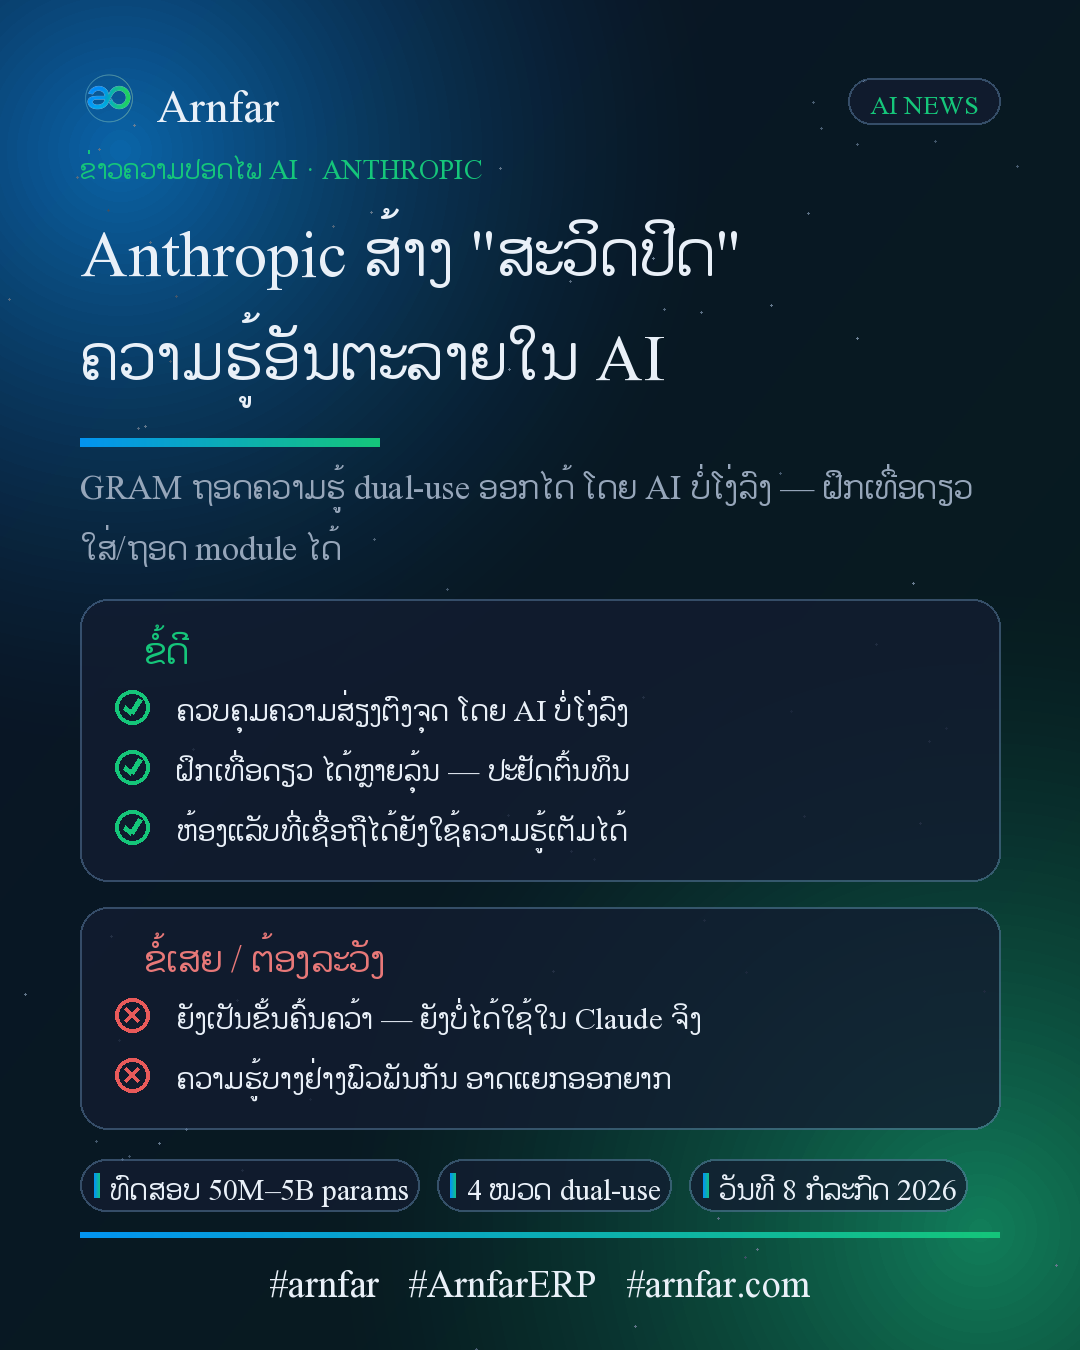 Arnfar
AI NEWS
ຂ່າວຄວາມປອດໄພ AI · ANTHROPIC
Anthropic ສ້າງ "ສະວິດປິດ"
ຄວາມຮູ້ອັນຕະລາຍໃນ AI
GRAM ຖອດຄວາມຮູ້ dual-use ອອກໄດ້ ໂດຍ AI ບໍ່ໂງ່ລົງ — ຝຶກເທື່ອດຽວ
ໃສ່/ຖອດ module ໄດ້
ຂໍ້ດີ
ຄວບຄຸມຄວາມສ່ຽງຕົງຈຸດ ໂດຍ AI ບໍ່ໂງ່ລົງ
ຝຶກເທື່ອດຽວ ໄດ້ຫຼາຍລຸ້ນ — ປະຢັດຕົ້ນທຶນ
ຫ້ອງແລັບທີ່ເຊື່ອຖືໄດ້ຍັງໃຊ້ຄວາມຮູ້ເຕັມໄດ້
ຂໍ້ເສຍ / ຕ້ອງລະວັງ
ຍັງເປັນຂັ້ນຄົ້ນຄວ້າ — ຍັງບໍ່ໄດ້ໃຊ້ໃນ Claude ຈິງ
ຄວາມຮູ້ບາງຢ່າງພົວພັນກັນ ອາດແຍກອອກຍາກ
ທົດສອບ 50M–5B params
4 ໝວດ dual-use
ວັນທີ 8 ກໍລະກົດ 2026
#arnfar #ArnfarERP #arnfar.com